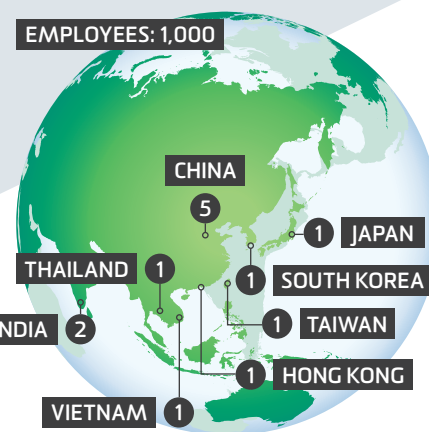 EMPLOYEES: 1,000
CHINA
5
1 JAPAN
THAILAND 1
1 SOUTH KOREA
NDIA 2
1 TAIWAN
1 HONG KONG
VIETNAM 1